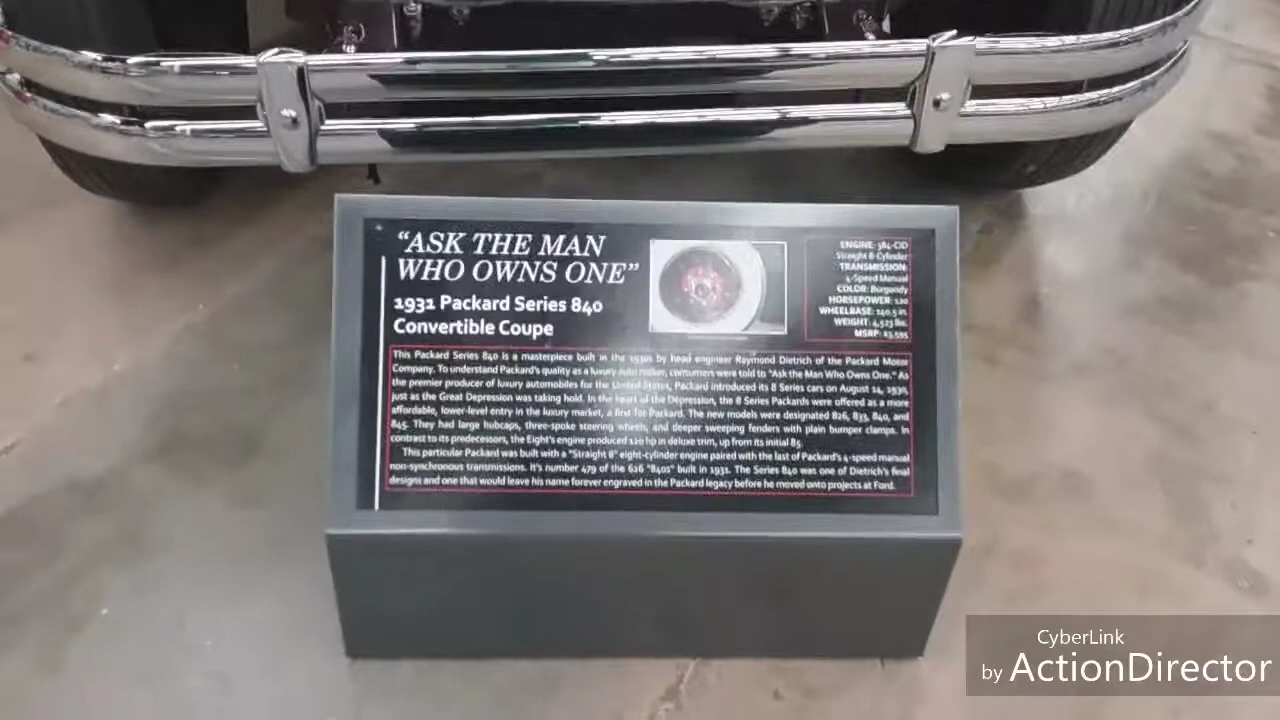 “ASK THE MAN
WHO OWNS ONE”
1931 Packard Series 840
Convertible Coupe
ENGINE: 384-CID
Straight 8-Cylinder
TRANSMISSION:
4-Speed Manual
COLOR: Burgundy
HORSEPOWER: 120
WHEELBASE: 140.5 in.
WEIGHT: 4,523 lbs.
MSRP: $3,595
This Packard Series 840 is a masterpiece built in the 1930s by head engineer Raymond Dietrich of the Packard Motor
Company. To understand Packard's quality as a luxury auto maker, consumers were told to "Ask the Man Who Owns One." As
the premier producer of luxury automobiles for the United States, Packard introduced its 8 Series cars on August 14, 1930,
just as the Great Depression was taking hold. In the heart of the Depression, the 8 Series Packards were offered as a more
affordable, lower-level entry in the luxury market, a first for Packard. The new models were designated 826, 833, 840, and
845. They had large hubcaps, three-spoke steering wheels, and deeper sweeping fenders with plain bumper clamps. In
contrast to its predecessors, the Eight's engine produced 120 hp in deluxe trim, up from its initial 85.
This particular Packard was built with a "Straight 8" eight-cylinder engine paired with the last of Packard's 4-speed manual
non-synchronous transmissions. It's number 479 of the 626 "840s" built in 1931. The Series 840 was one of Dietrich's final
designs and one that would leave his name forever engraved in the Packard legacy before he moved onto projects at Ford.
CyberLink
by ActionDirector